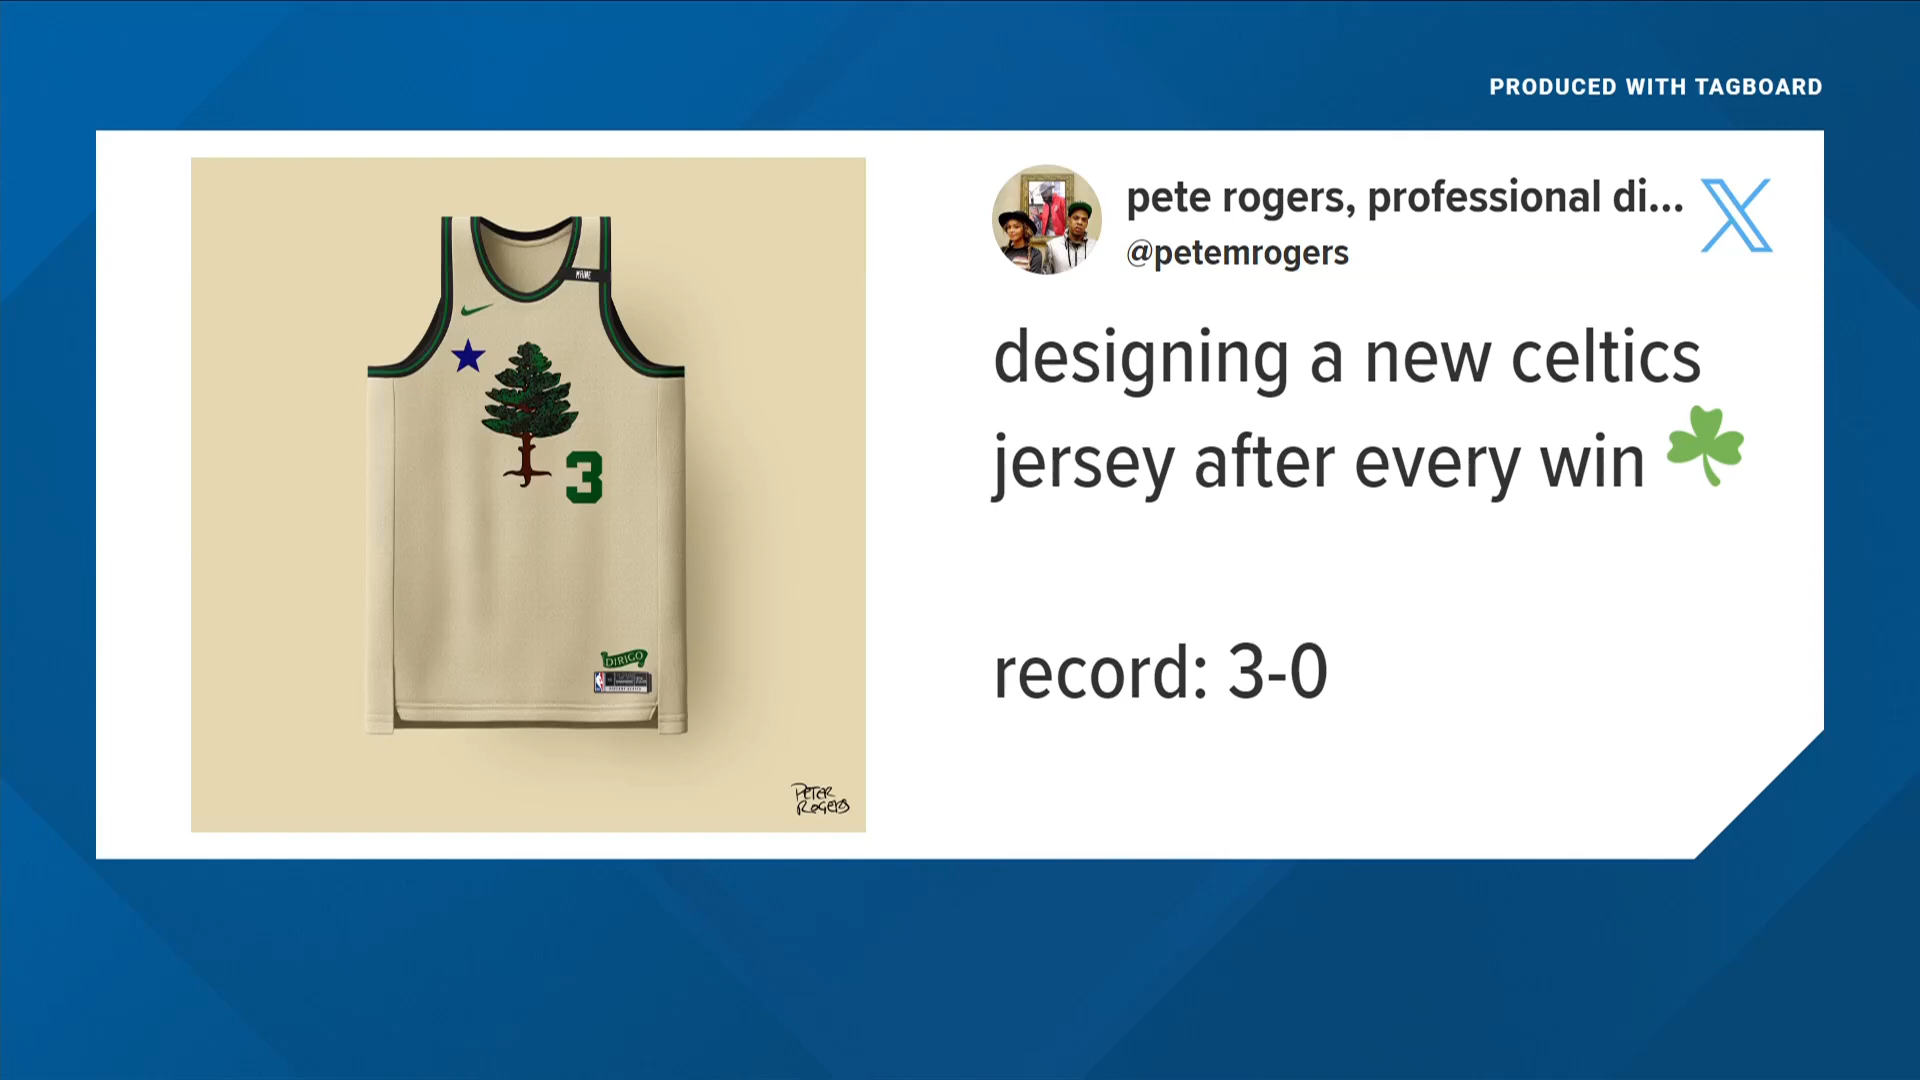 PRODUCED WITH TAGBOARD
pete rogers, professional di...
@petemrogers
designing a new celtics
jersey after every win ☘
record: 3-0
MAINE
3
DIRIGO
PETER
ROGERS